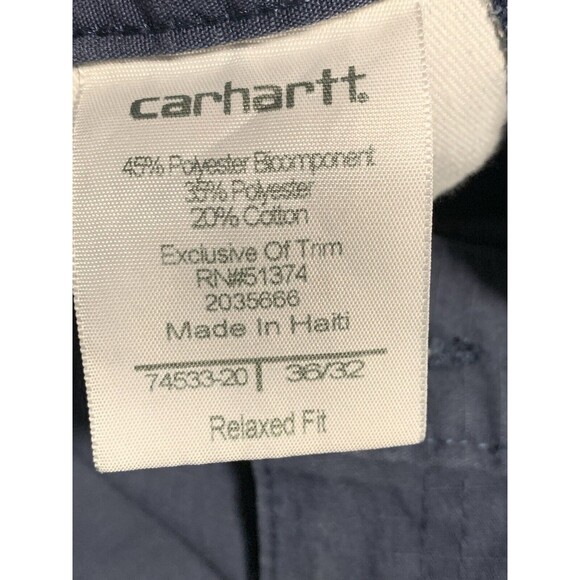 carhartt.
45% Polyester Bicomponent
35% Polyester
20% Cotton
Exclusive Of Trim
RN#51374
2035666
Made In Haiti
74533-20 36/32
Relaxed Fit